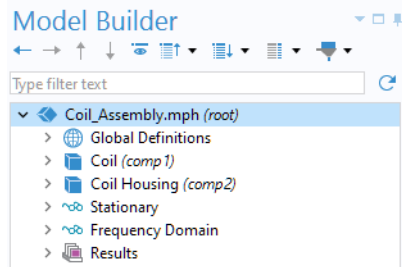 Model Builder
Type filter text
Coil_Assembly.mph (root)
Global Definitions
Coil (comp1)
Coil Housing (comp2)
Stationary
Frequency Domain
Results